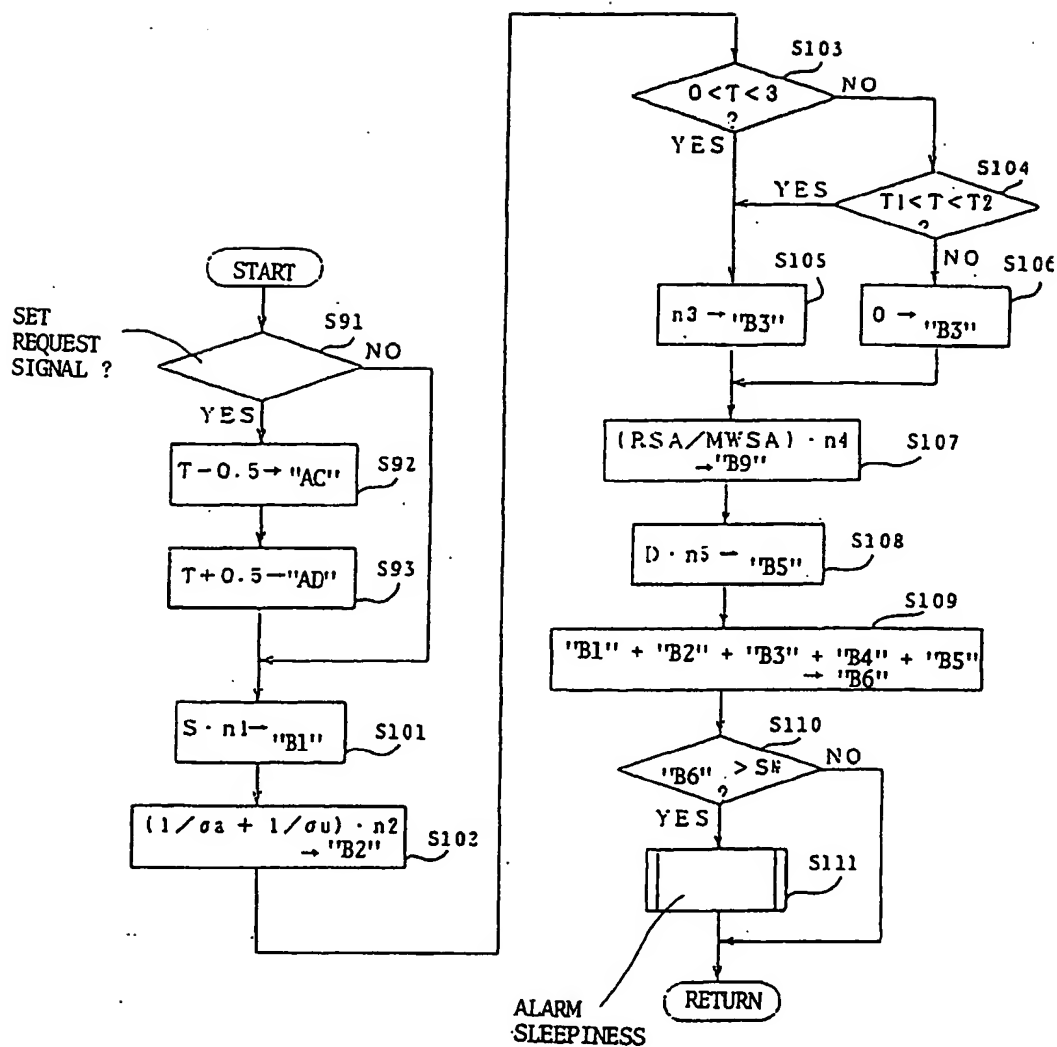 START
SET
REQUEST
SIGNAL ?
S91
NO
YES
T-0.5→"AC"
S92
T+0.5→"AD"
S93
S·n1→"B1"
S101
(1/σa + 1/σu)·n2
→"B2"
S102
S103
0<T<3
?
NO
YES
S104
T1<T<T2
?
YES
NO
S105
n3→"B3"
S106
0→
"B3"
(RSA/MWSA)·n4
→"B9"
S107
D·n5→"B5"
S108
S109
"B1" + "B2" + "B3" + "B4" + "B5"
→ "B6"
S110
"B6" > S#
?
NO
YES
S111
ALARM
SLEEPINESS
RETURN